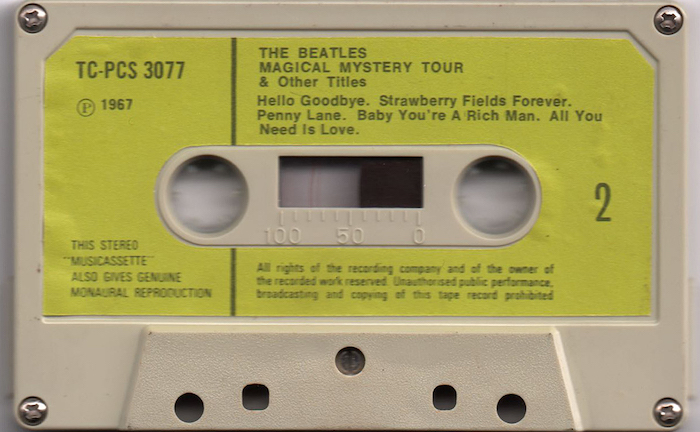 TC-PCS 3077
Ⓟ 1967
THE BEATLES
MAGICAL MYSTERY TOUR
& Other Titles
Hello Goodbye. Strawberry Fields Forever.
Penny Lane. Baby You're A Rich Man. All You
Need Is Love.
2
100 50 0
THIS STEREO
"MUSICASSETTE"
ALSO GIVES GENUINE
MONAURAL REPRODUCTION
All rights of the recording company and of the owner of
the recorded work reserved. Unauthorised public performance,
broadcasting and copying of this tape record prohibited